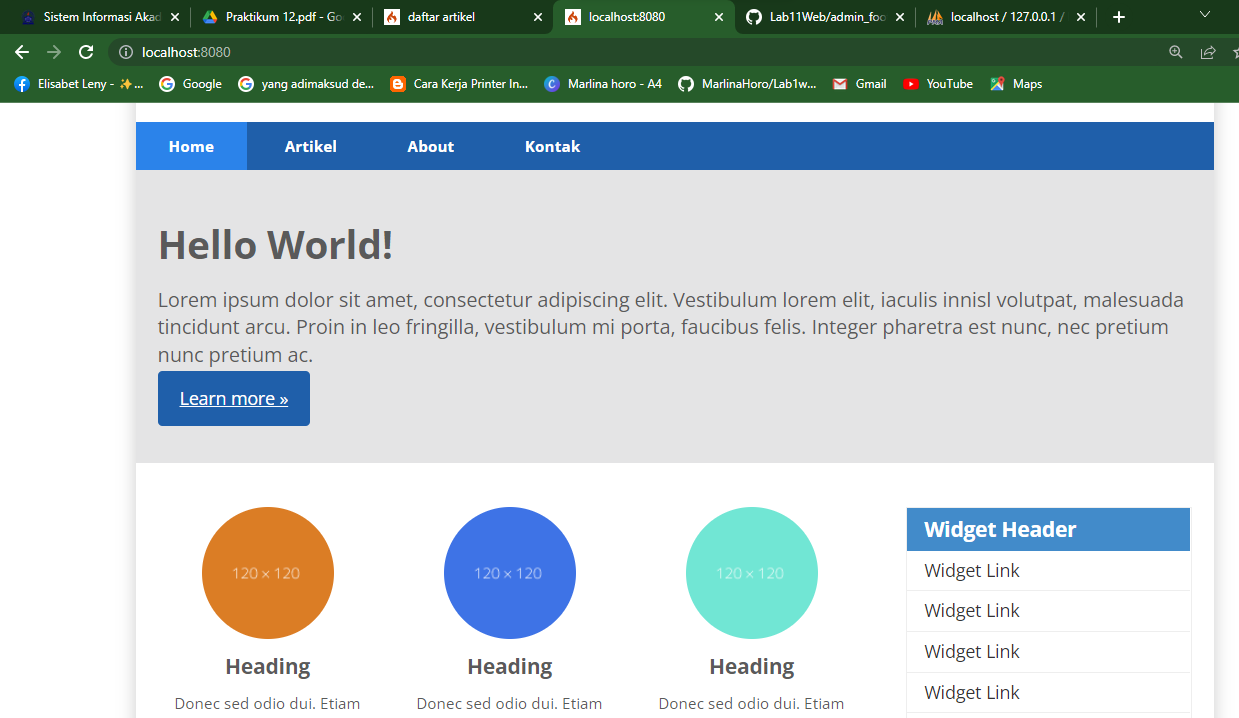 Sistem Informasi Akad
Praktikum 12.pdf - Go
daftar artikel
localhost:8080
Lab11Web/admin_foo
localhost / 127.0.0.1 /
localhost:8080
Elisabet Leny - ✨...
Google
yang adimaksud de...
Cara Kerja Printer In...
Marlina horo - A4
MarlinaHoro/Lab1w...
Gmail
YouTube
Maps
Home
Artikel
About
Kontak
Hello World!
Lorem ipsum dolor sit amet, consectetur adipiscing elit. Vestibulum lorem elit, iaculis innisl volutpat, malesuada
tincidunt arcu. Proin in leo fringilla, vestibulum mi porta, faucibus felis. Integer pharetra est nunc, nec pretium
nunc pretium ac.
Learn more »
120 × 120
120 × 120
120 × 120
Heading
Heading
Heading
Donec sed odio dui. Etiam
Donec sed odio dui. Etiam
Donec sed odio dui. Etiam
Widget Header
Widget Link
Widget Link
Widget Link
Widget Link